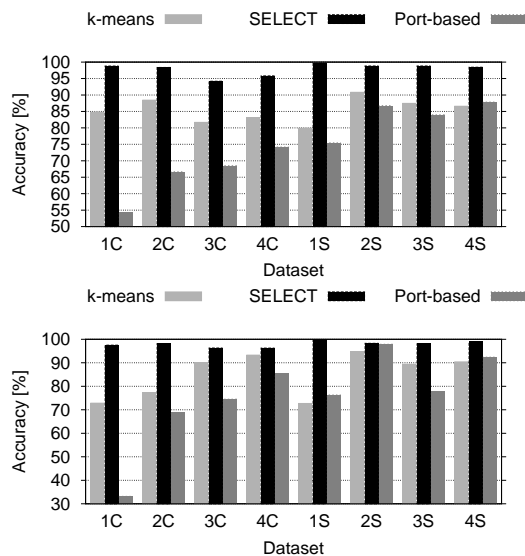 k-means SELECT Port-based
Accuracy [%]
100
95
90
85
80
75
70
65
60
55
50
1C 2C 3C 4C 1S 2S 3S 4S
Dataset
k-means SELECT Port-based
Accuracy [%]
100
90
80
70
60
50
40
30
1C 2C 3C 4C 1S 2S 3S 4S
Dataset